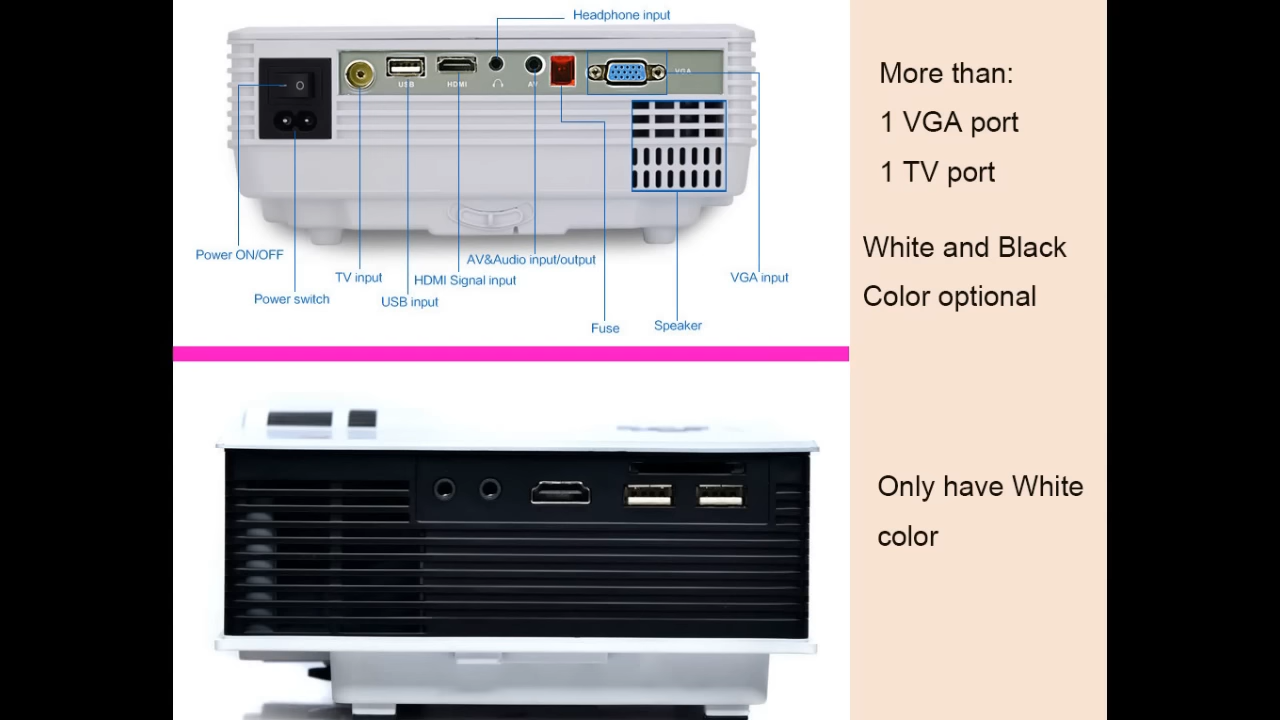 Headphone input
USB
HDMI
AV
VGA
Power ON/OFF
TV input
AV&Audio input/output
HDMI Signal input
VGA input
Power switch
USB input
Fuse
Speaker
More than:
1 VGA port
1 TV port
White and Black
Color optional
Only have White
color